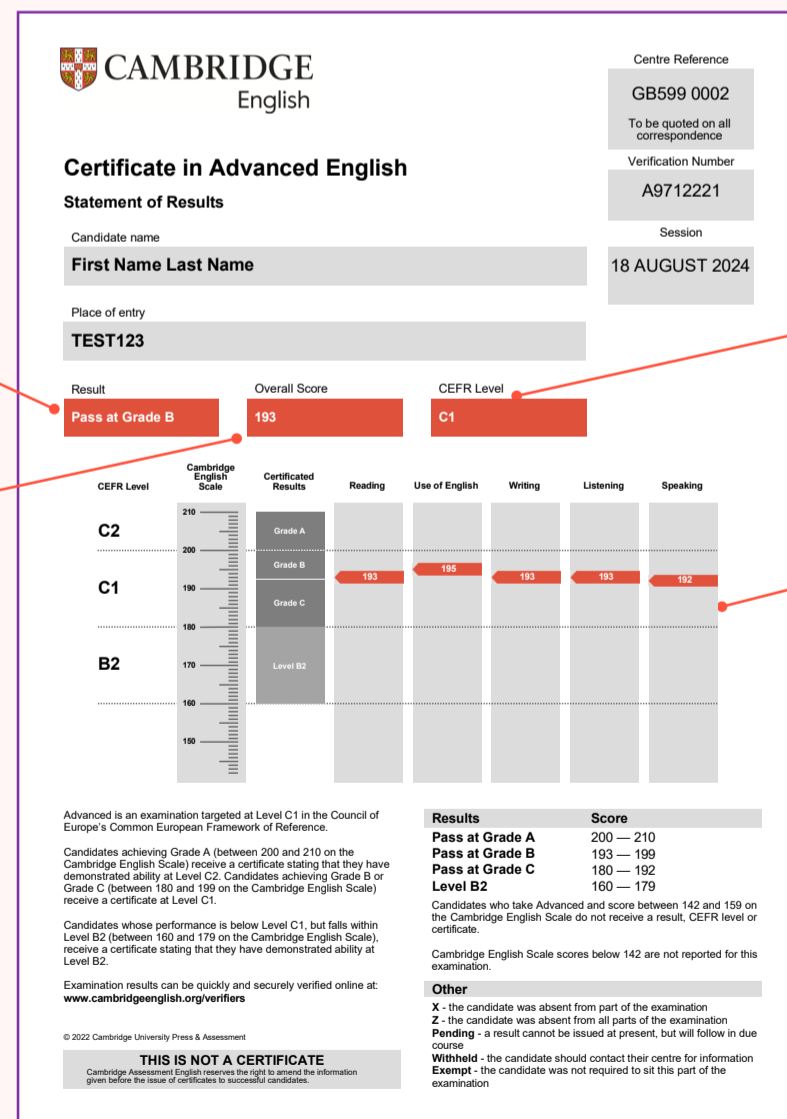 CAMBRIDGE
English
Centre Reference
GB599 0002
To be quoted on all
correspondence
Verification Number
A9712221
Session
18 AUGUST 2024
Certificate in Advanced English
Statement of Results
Candidate name
First Name Last Name
Place of entry
TEST123
Result
Pass at Grade B
Overall Score
193
CEFR Level
C1
CEFR Level
Cambridge
English
Scale
Certificated
Results
Reading
Use of English
Writing
Listening
Speaking
C2
C1
B2
210
200
190
180
170
160
150
Grade A
Grade B
Grade C
Level B2
193
195
193
193
192
Advanced is an examination targeted at Level C1 in the Council of
Europe's Common European Framework of Reference.
Candidates achieving Grade A (between 200 and 210 on the
Cambridge English Scale) receive a certificate stating that they have
demonstrated ability at Level C2. Candidates achieving Grade B or
Grade C (between 180 and 199 on the Cambridge English Scale)
receive a certificate at Level C1.
Candidates whose performance is below Level C1, but falls within
Level B2 (between 160 and 179 on the Cambridge English Scale),
receive a certificate stating that they have demonstrated ability at
Level B2.
Examination results can be quickly and securely verified online at:
www.cambridgeenglish.org/verifiers
© 2022 Cambridge University Press & Assessment
THIS IS NOT A CERTIFICATE
Cambridge Assessment English reserves the right to amend the information
given before the issue of certificates to successful candidates.
Results Score
Pass at Grade A 200 — 210
Pass at Grade B 193 — 199
Pass at Grade C 180 — 192
Level B2 160 — 179
Candidates who take Advanced and score between 142 and 159 on
the Cambridge English Scale do not receive a result, CEFR level or
certificate.
Cambridge English Scale scores below 142 are not reported for this
examination.
Other
X - the candidate was absent from part of the examination
Z - the candidate was absent from all parts of the examination
Pending - a result cannot be issued at present, but will follow in due
course
Withheld - the candidate should contact their centre for information
Exempt - the candidate was not required to sit this part of the
examination